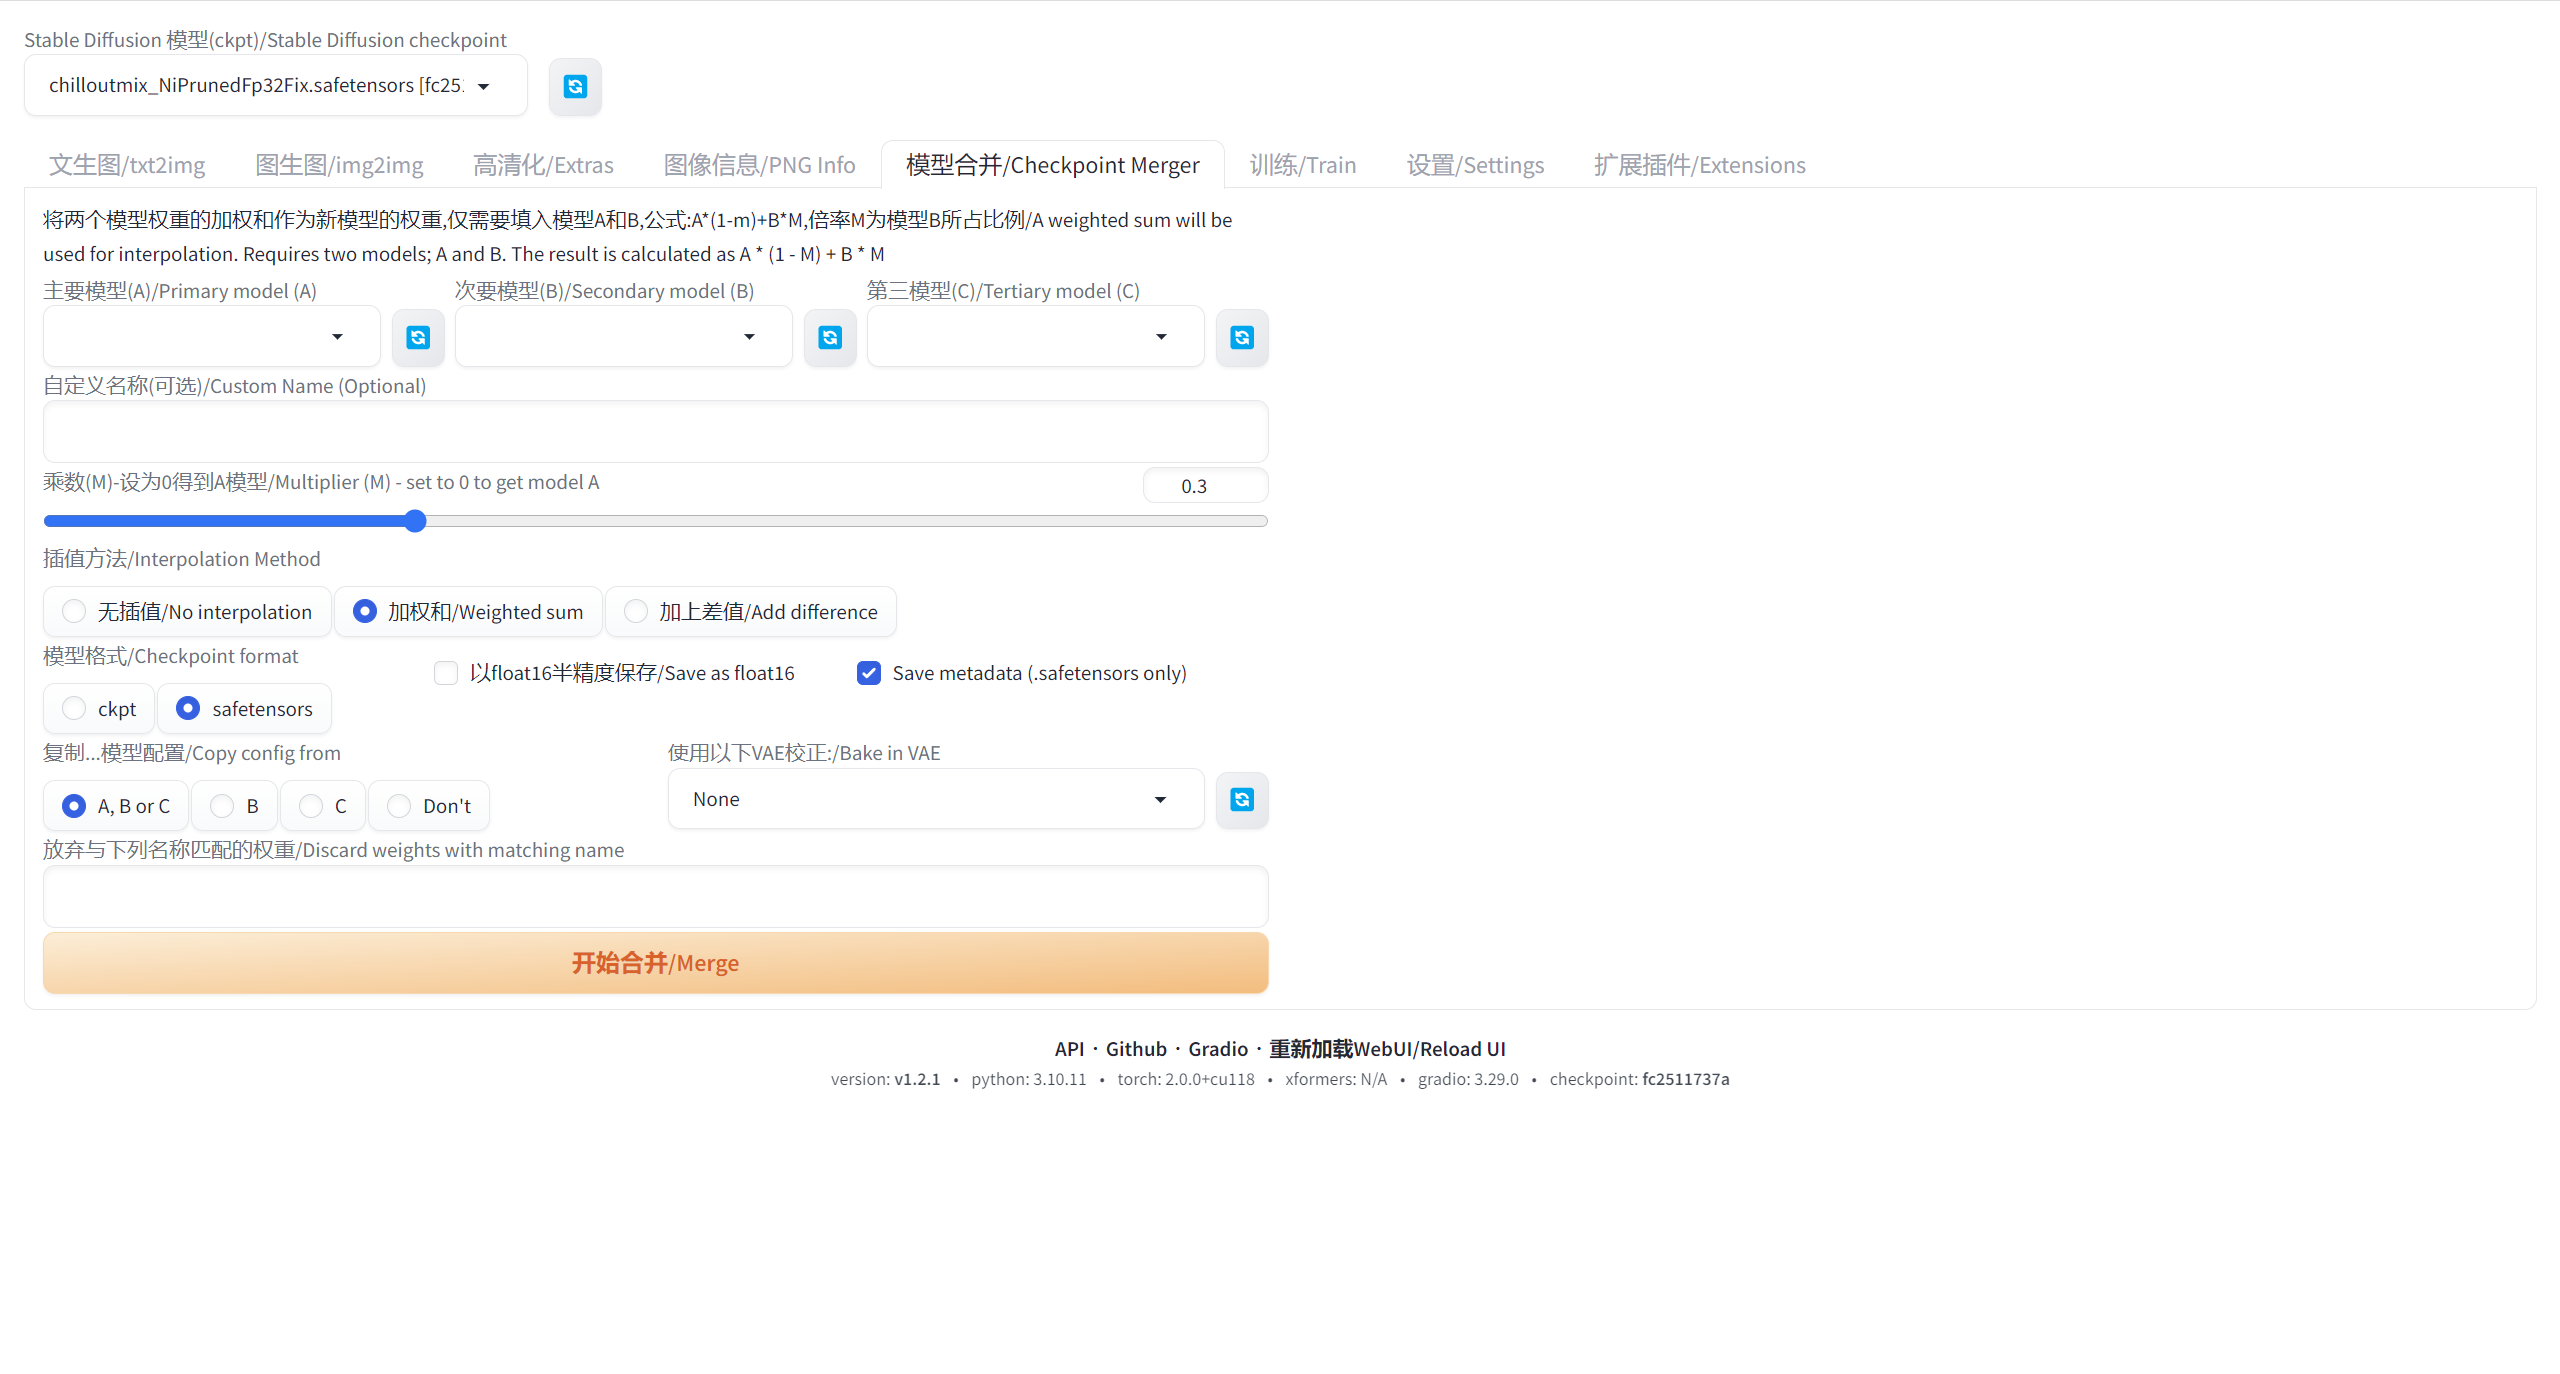 Stable Diffusion 模型(ckpt)/Stable Diffusion checkpoint
chilloutmix_NiPrunedFp32Fix.safetensors [fc25
文生图/txt2img 图生图/img2img 高清化/Extras 图像信息/PNG Info 模型合并/Checkpoint Merger 训练/Train 设置/Settings 扩展插件/Extensions
将两个模型权重的加权和作为新模型的权重,仅需要填入模型A和B,公式:A*(1-m)+B*M,倍率M为模型B所占比例/A weighted sum will be
used for interpolation. Requires two models; A and B. The result is calculated as A * (1 - M) + B * M
主要模型(A)/Primary model (A) 次要模型(B)/Secondary model (B) 第三模型(C)/Tertiary model (C)
自定义名称(可选)/Custom Name (Optional)
乘数(M)-设为0得到A模型/Multiplier (M) - set to 0 to get model A 0.3
插值方法/Interpolation Method
无插值/No interpolation 加权和/Weighted sum 加上差值/Add difference
模型格式/Checkpoint format
以float16半精度保存/Save as float16 Save metadata (.safetensors only)
ckpt safetensors
复制...模型配置/Copy config from 使用以下VAE校正:/Bake in VAE
A, B or C B C Don't None
放弃与下列名称匹配的权重/Discard weights with matching name
开始合并/Merge
API · Github · Gradio · 重新加载WebUI/Reload UI
version: v1.2.1 • python: 3.10.11 • torch: 2.0.0+cu118 • xformers: N/A • gradio: 3.29.0 • checkpoint: fc2511737a